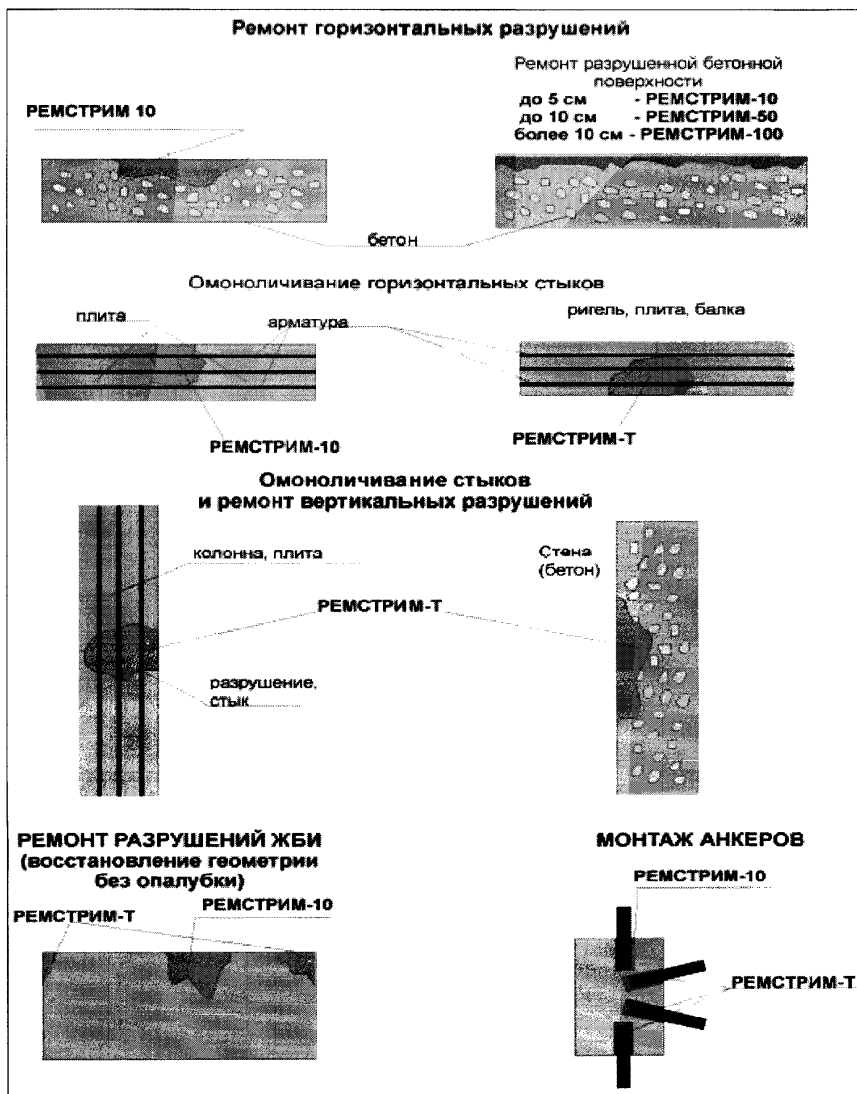 Ремонт горизонтальных разрушений
РЕМСТРИМ 10
Ремонт разрушенной бетонной
поверхности
до 5 см - РЕМСТРИМ-10
до 10 см - РЕМСТРИМ-50
более 10 см - РЕМСТРИМ-100
бетон
Омоноличивание горизонтальных стыков
плита
арматура
ригель, плита, балка
РЕМСТРИМ-10
РЕМСТРИМ-Т
Омоноличивание стыков
и ремонт вертикальных разрушений
колонна, плита
Стена
(бетон)
РЕМСТРИМ-Т
разрушение,
стык
РЕМОНТ РАЗРУШЕНИЙ ЖБИ
(восстановление геометрии
без опалубки)
РЕМСТРИМ-Т
РЕМСТРИМ-10
МОНТАЖ АНКЕРОВ
РЕМСТРИМ-10
РЕМСТРИМ-Т